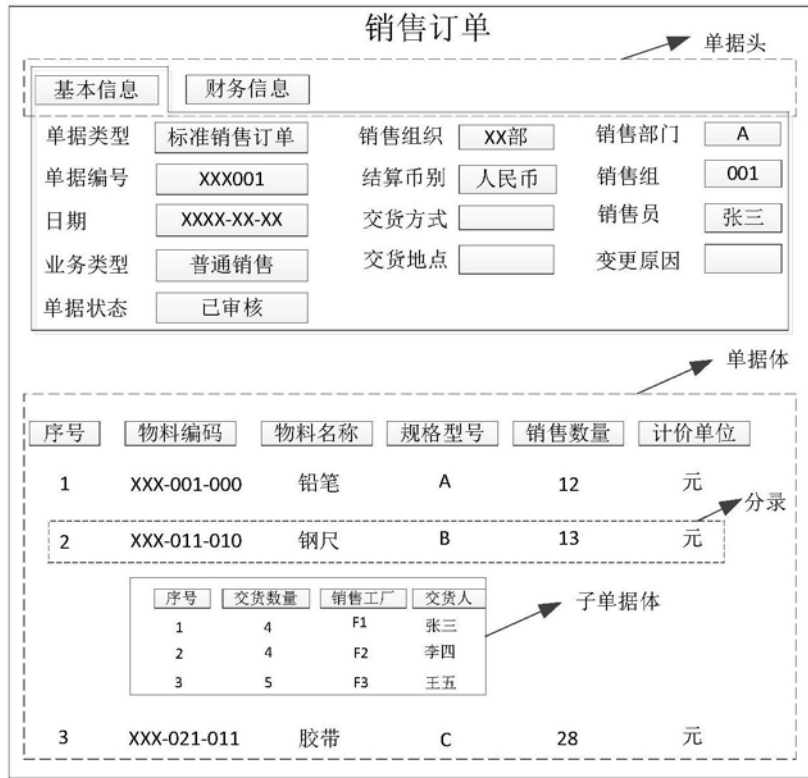 销售订单
单据头
基本信息 财务信息
单据类型 标准销售订单 销售组织 XX部 销售部门 A
单据编号 XXX001 结算币别 人民币 销售组 001
日期 XXXX-XX-XX 交货方式 销售员 张三
业务类型 普通销售 交货地点 变更原因
单据状态 已审核
单据体
序号 物料编码 物料名称 规格型号 销售数量 计价单位
1 XXX-001-000 铅笔 A 12 元
分录
2 XXX-011-010 钢尺 B 13 元
序号 交货数量 销售工厂 交货人
子单据体
1 4 F1 张三
2 4 F2 李四
3 5 F3 王五
3 XXX-021-011 胶带 C 28 元